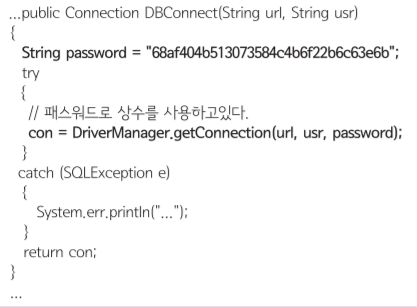 ...public Connection DBConnect(String url, String usr)
{
String password = "68af404b513073584c4b6f22b6c63e6b";
try
{
// 패스워드로 상수를 사용하고있다.
con = DriverManager.getConnection(url, usr, password);
}
catch (SQLException e)
{
System.err.println("...");
}
return con;
}
...